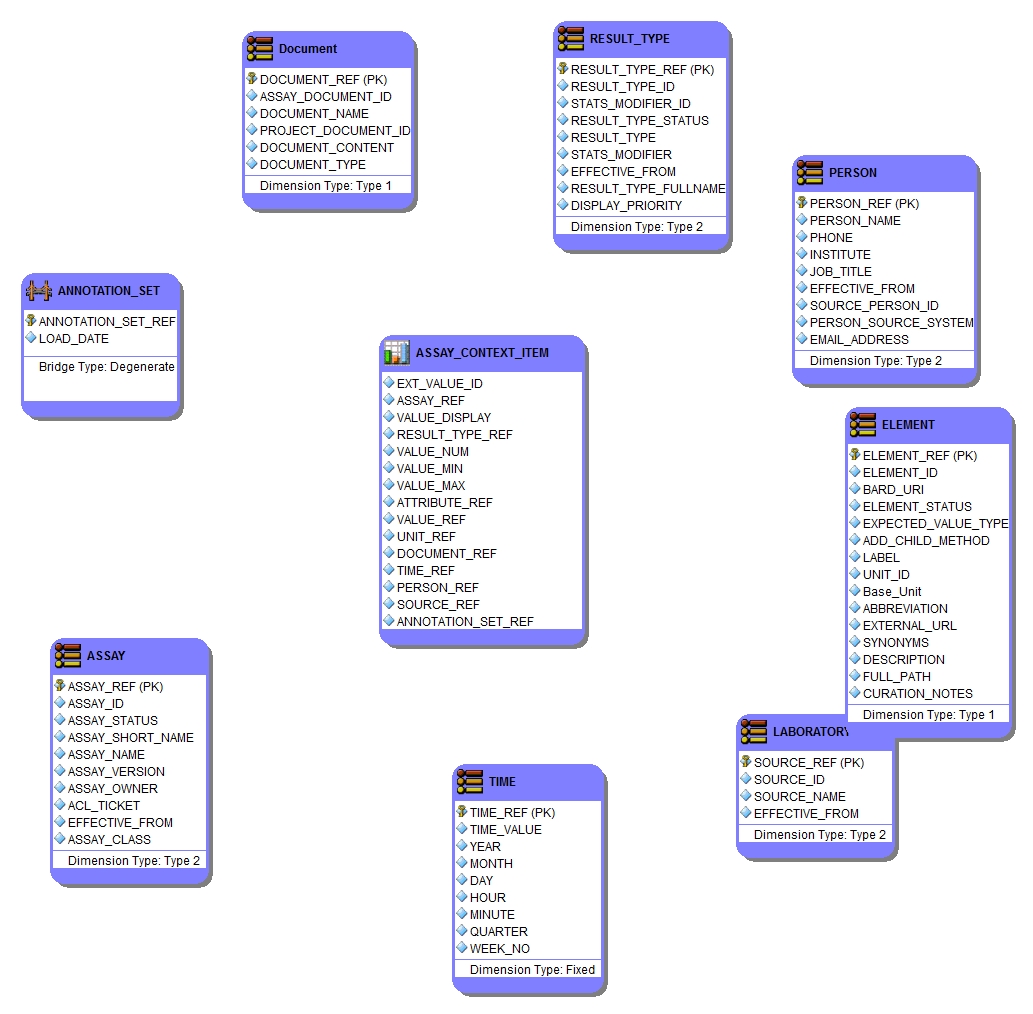 Document
DOCUMENT_REF (PK)
ASSAY_DOCUMENT_ID
DOCUMENT_NAME
PROJECT_DOCUMENT_ID
DOCUMENT_CONTENT
DOCUMENT_TYPE
Dimension Type: Type 1
RESULT_TYPE
RESULT_TYPE_REF (PK)
RESULT_TYPE_ID
STATS_MODIFIER_ID
RESULT_TYPE_STATUS
RESULT_TYPE
STATS_MODIFIER
EFFECTIVE_FROM
RESULT_TYPE_FULLNAME
DISPLAY_PRIORITY
Dimension Type: Type 2
PERSON
PERSON_REF (PK)
PERSON_NAME
PHONE
INSTITUTE
JOB_TITLE
EFFECTIVE_FROM
SOURCE_PERSON_ID
PERSON_SOURCE_SYSTEM
EMAIL_ADDRESS
Dimension Type: Type 2
ANNOTATION_SET
ANNOTATION_SET_REF
LOAD_DATE
Bridge Type: Degenerate
ASSAY_CONTEXT_ITEM
EXT_VALUE_ID
ASSAY_REF
VALUE_DISPLAY
RESULT_TYPE_REF
VALUE_NUM
VALUE_MIN
VALUE_MAX
ATTRIBUTE_REF
VALUE_REF
UNIT_REF
DOCUMENT_REF
TIME_REF
PERSON_REF
SOURCE_REF
ANNOTATION_SET_REF
ELEMENT
ELEMENT_REF (PK)
ELEMENT_ID
BARD_URI
ELEMENT_STATUS
EXPECTED_VALUE_TYPE
ADD_CHILD_METHOD
LABEL
UNIT_ID
Base_Unit
ABBREVIATION
EXTERNAL_URL
SYNONYMS
DESCRIPTION
FULL_PATH
CURATION_NOTES
Dimension Type: Type 1
ASSAY
ASSAY_REF (PK)
ASSAY_ID
ASSAY_STATUS
ASSAY_SHORT_NAME
ASSAY_NAME
ASSAY_VERSION
ASSAY_OWNER
ACL_TICKET
EFFECTIVE_FROM
ASSAY_CLASS
Dimension Type: Type 2
LABORATORY
SOURCE_REF (PK)
SOURCE_ID
SOURCE_NAME
EFFECTIVE_FROM
Dimension Type: Type 2
TIME
TIME_REF (PK)
TIME_VALUE
YEAR
MONTH
DAY
HOUR
MINUTE
QUARTER
WEEK_NO
Dimension Type: Fixed